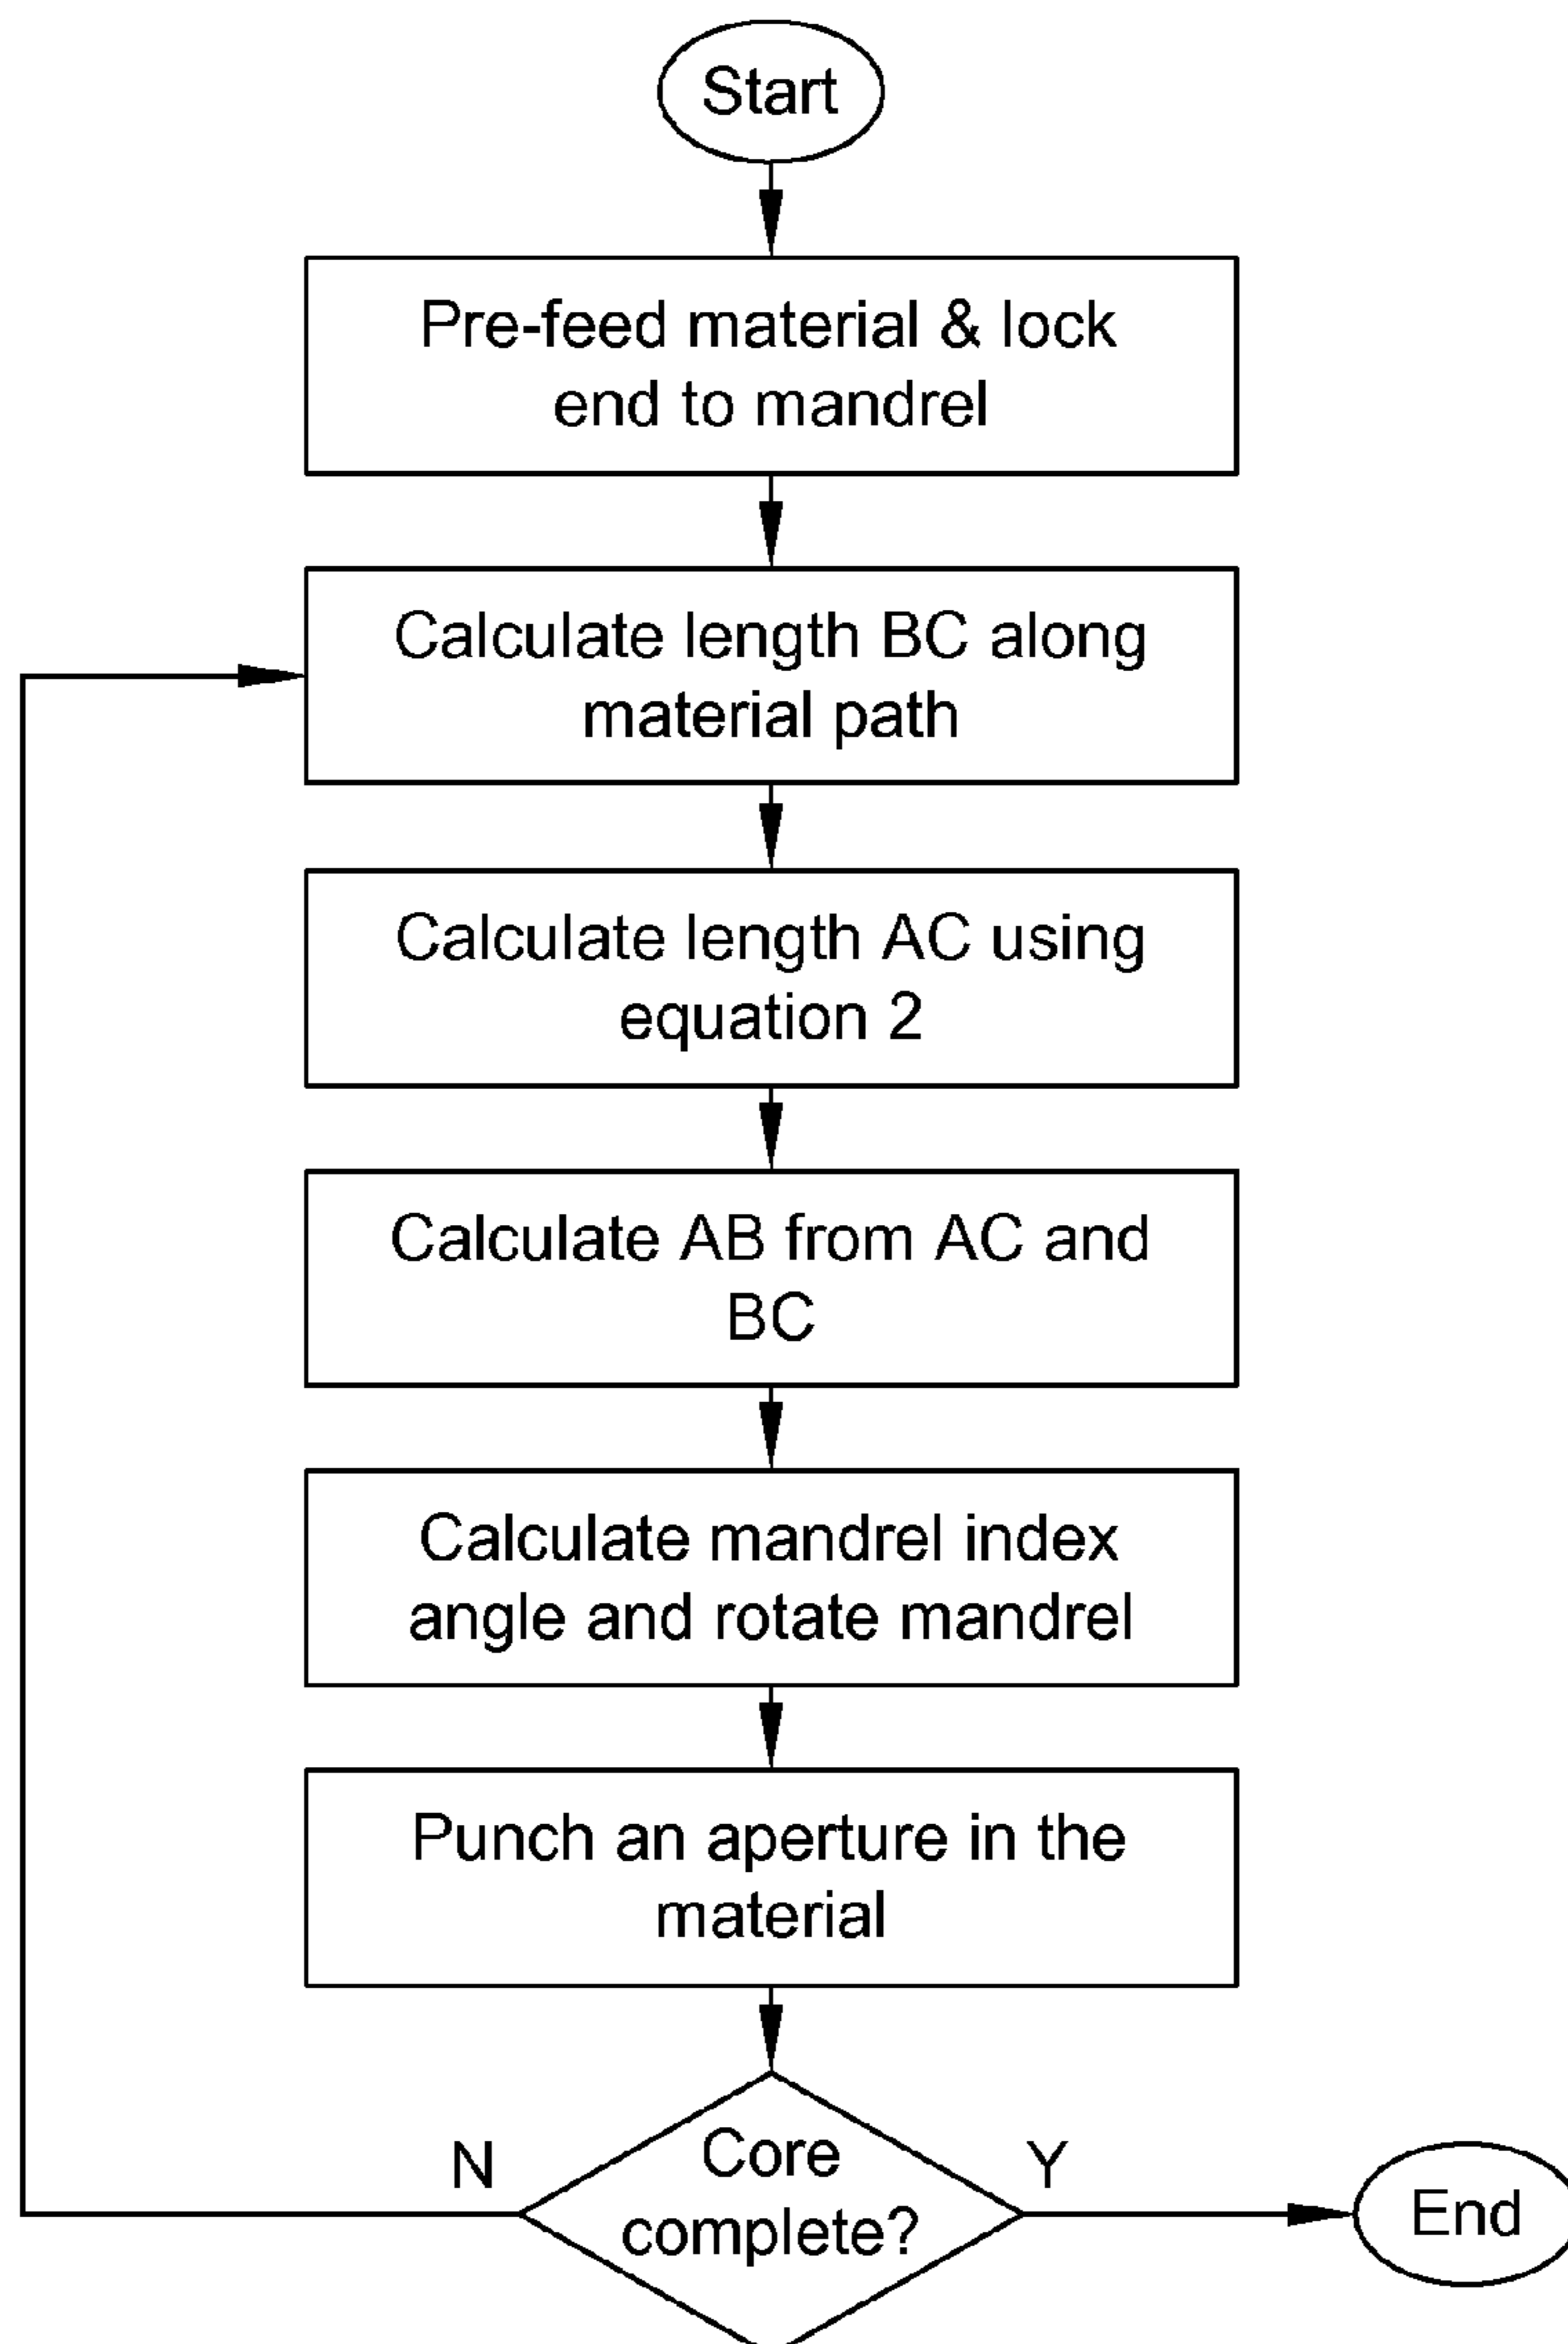 Start
Pre-feed material & lock
end to mandrel
Calculate length BC along
material path
Calculate length AC using
equation 2
Calculate AB from AC and
BC
Calculate mandrel index
angle and rotate mandrel
Punch an aperture in the
material
N
Core
complete?
Y
End